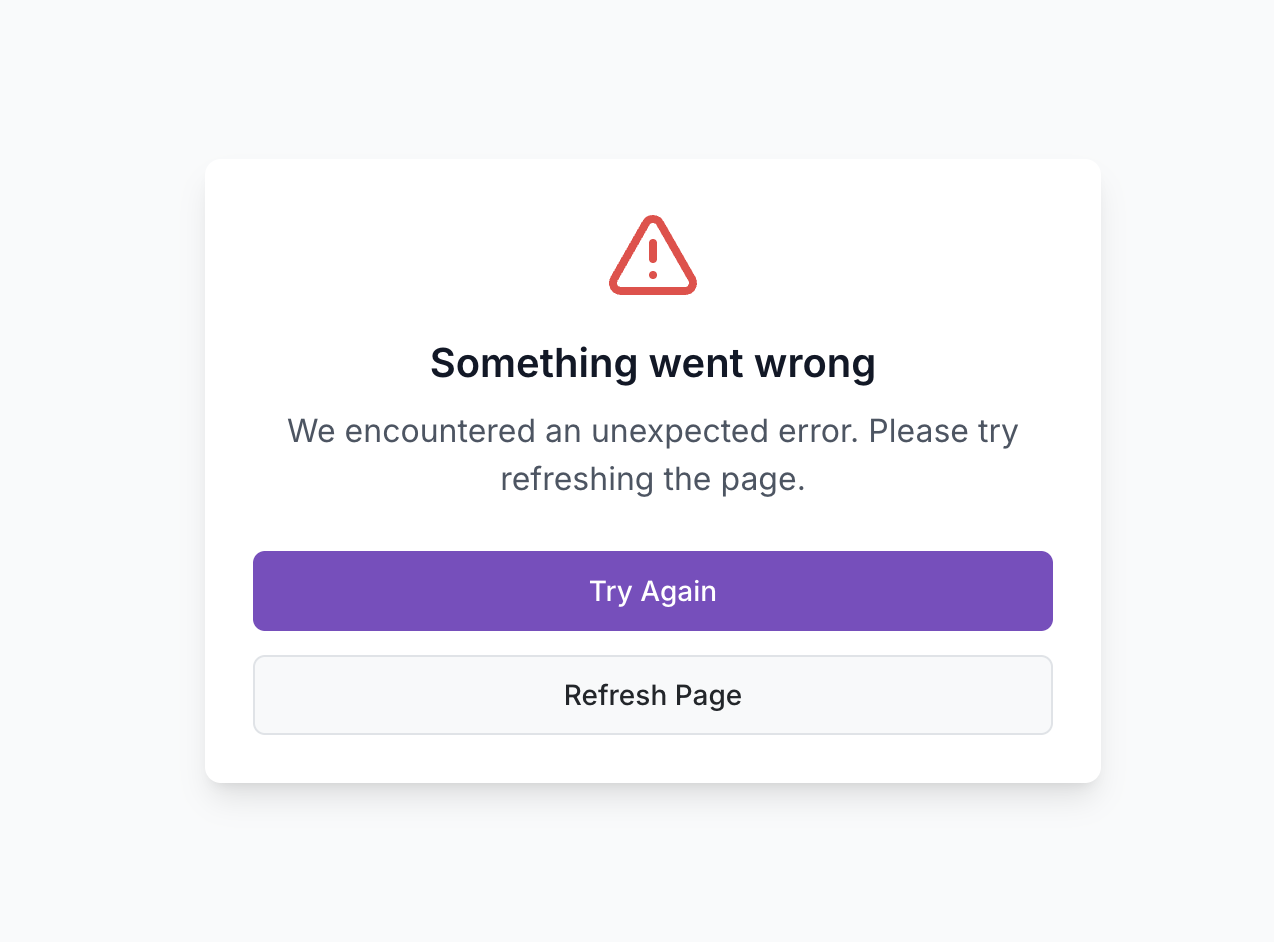 Something went wrong
We encountered an unexpected error. Please try
refreshing the page.
Try Again
Refresh Page